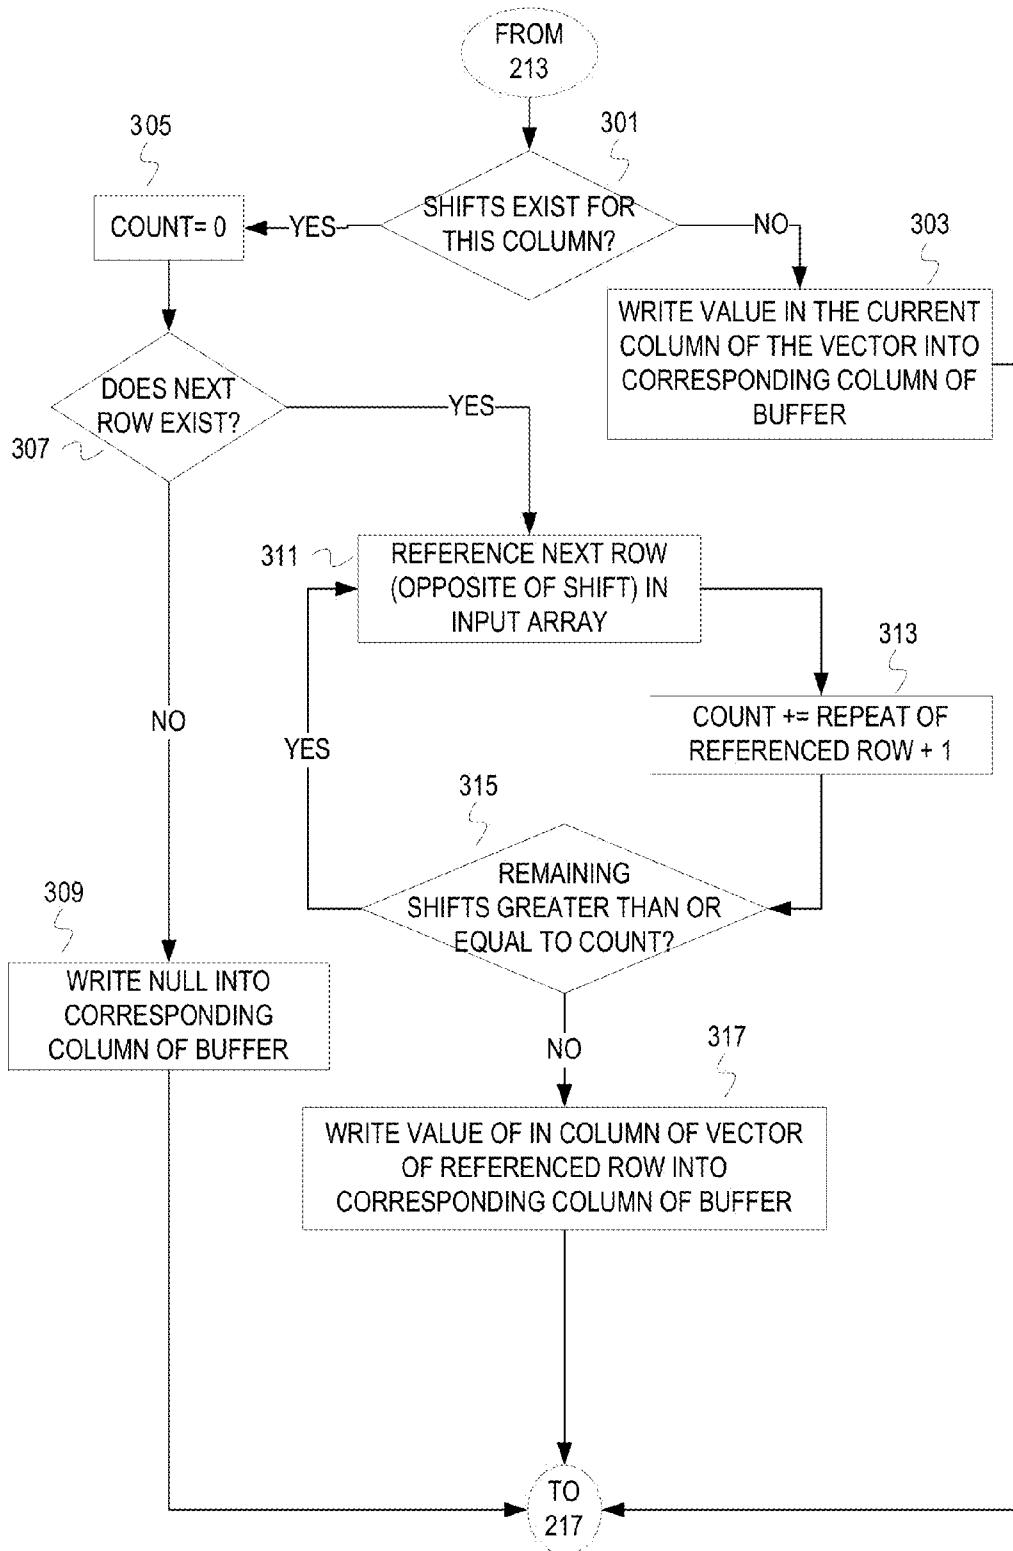 FROM
213
301
305
SHIFTS EXIST FOR
THIS COLUMN?
YES
COUNT= 0
NO
303
WRITE VALUE IN THE CURRENT
COLUMN OF THE VECTOR INTO
CORRESPONDING COLUMN OF
BUFFER
DOES NEXT
ROW EXIST?
YES
307
311
REFERENCE NEXT ROW
(OPPOSITE OF SHIFT) IN
INPUT ARRAY
313
COUNT += REPEAT OF
REFERENCED ROW + 1
NO
YES
315
REMAINING
SHIFTS GREATER THAN OR
EQUAL TO COUNT?
309
WRITE NULL INTO
CORRESPONDING
COLUMN OF BUFFER
NO
317
WRITE VALUE OF IN COLUMN OF VECTOR
OF REFERENCED ROW INTO
CORRESPONDING COLUMN OF BUFFER
TO
217